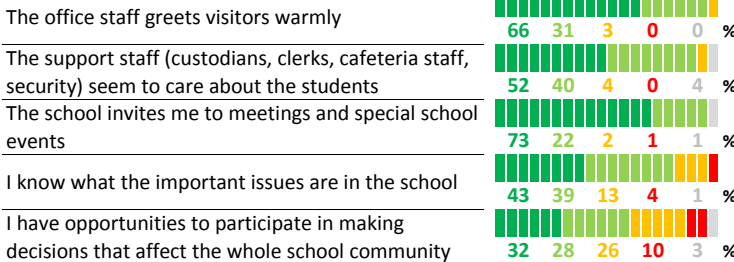 The office staff greets visitors warmly
66 31 3 0 0 %
The support staff (custodians, clerks, cafeteria staff,
security) seem to care about the students
52 40 4 0 4 %
The school invites me to meetings and special school
events
73 22 2 1 1 %
I know what the important issues are in the school
43 39 13 4 1 %
I have opportunities to participate in making
decisions that affect the whole school community
32 28 26 10 3 %